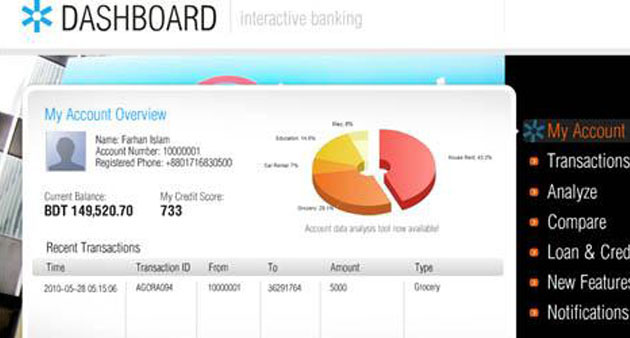 DASHBOARD interactive banking
My Account Overview
Name: Farhan Islam
Account Number: 10000001
Registered Phone: +8801716830500
Current Balance:
BDT 149,520.70
My Credit Score:
733
Misc. 6%
Education: 14.6%
Car Rental 7%
Grocery, 29.1%
House Rent, 43.2%
Account data analysis tool now available!
Recent Transactions
Time Transaction ID From To Amount Type
2010-05-28 05:15:06 AGORA094 10000001 36291764 5000 Grocery
My Account
Transactions
Analyze
Compare
Loan & Cred
New Features
Notifications